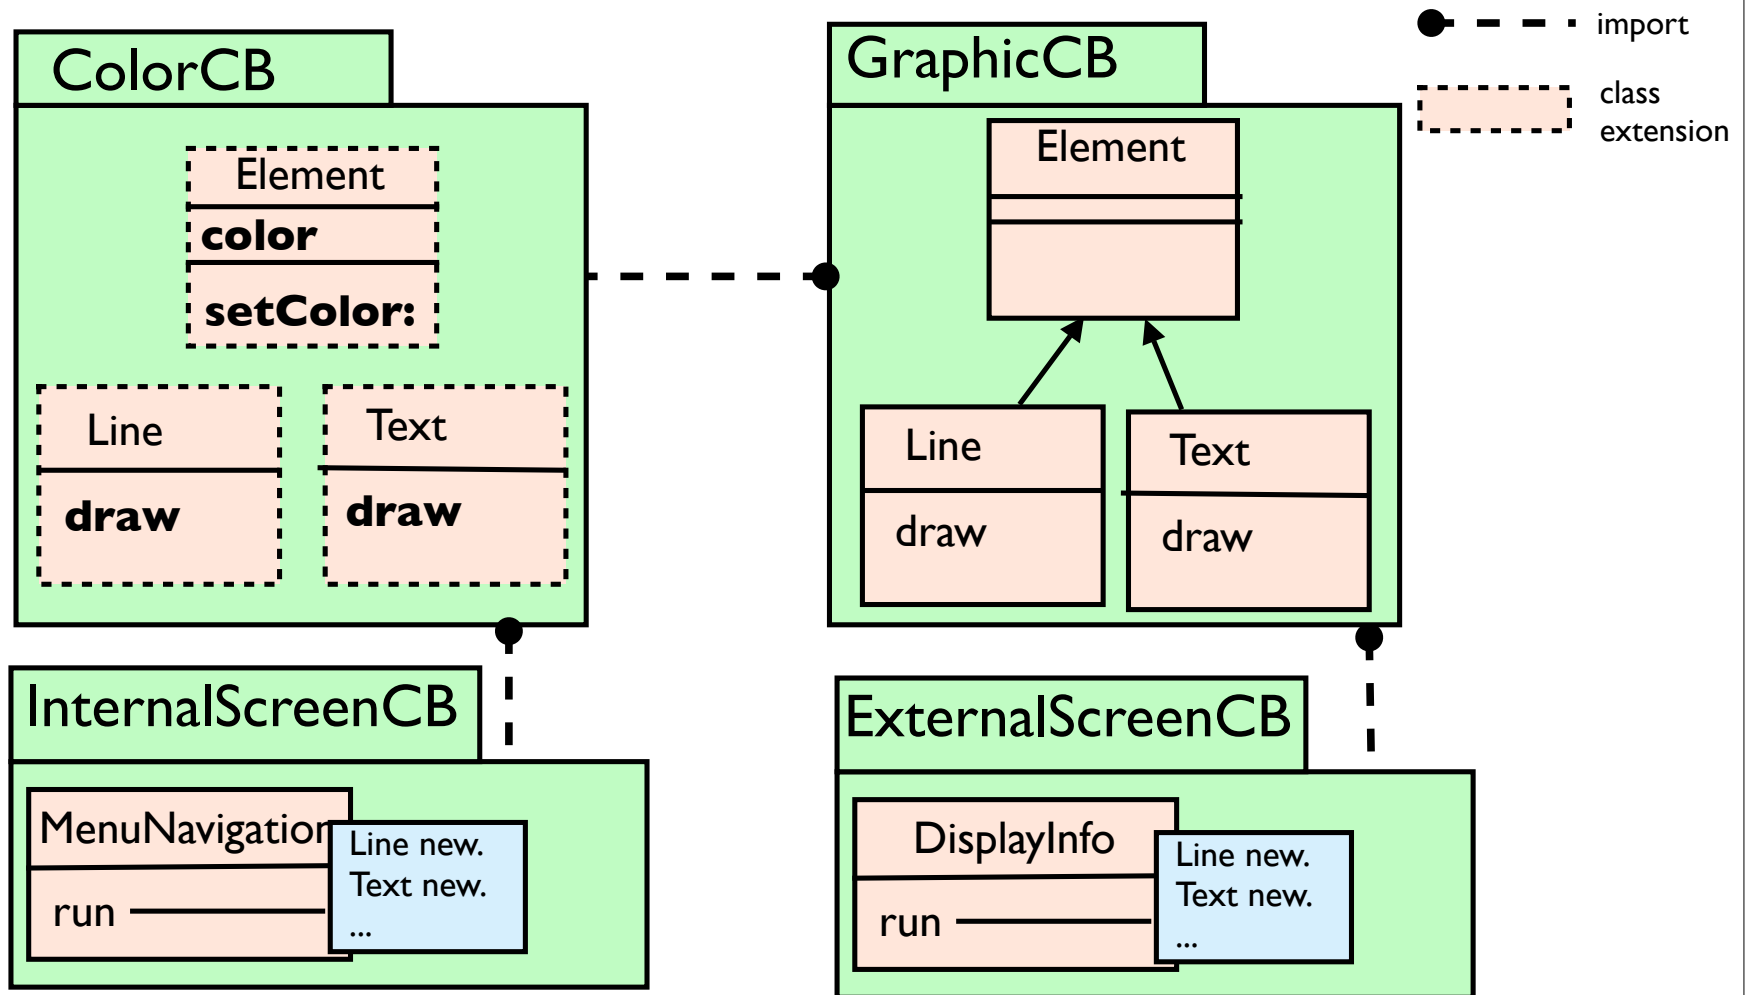 ColorCB
Element
color
setColor:
Line
draw
Text
draw
GraphicCB
Element
Line
draw
Text
draw
import
class
extension
InternalScreenCB
MenuNavigation
run
Line new.
Text new.
...
ExternalScreenCB
DisplayInfo
run
Line new.
Text new.
...